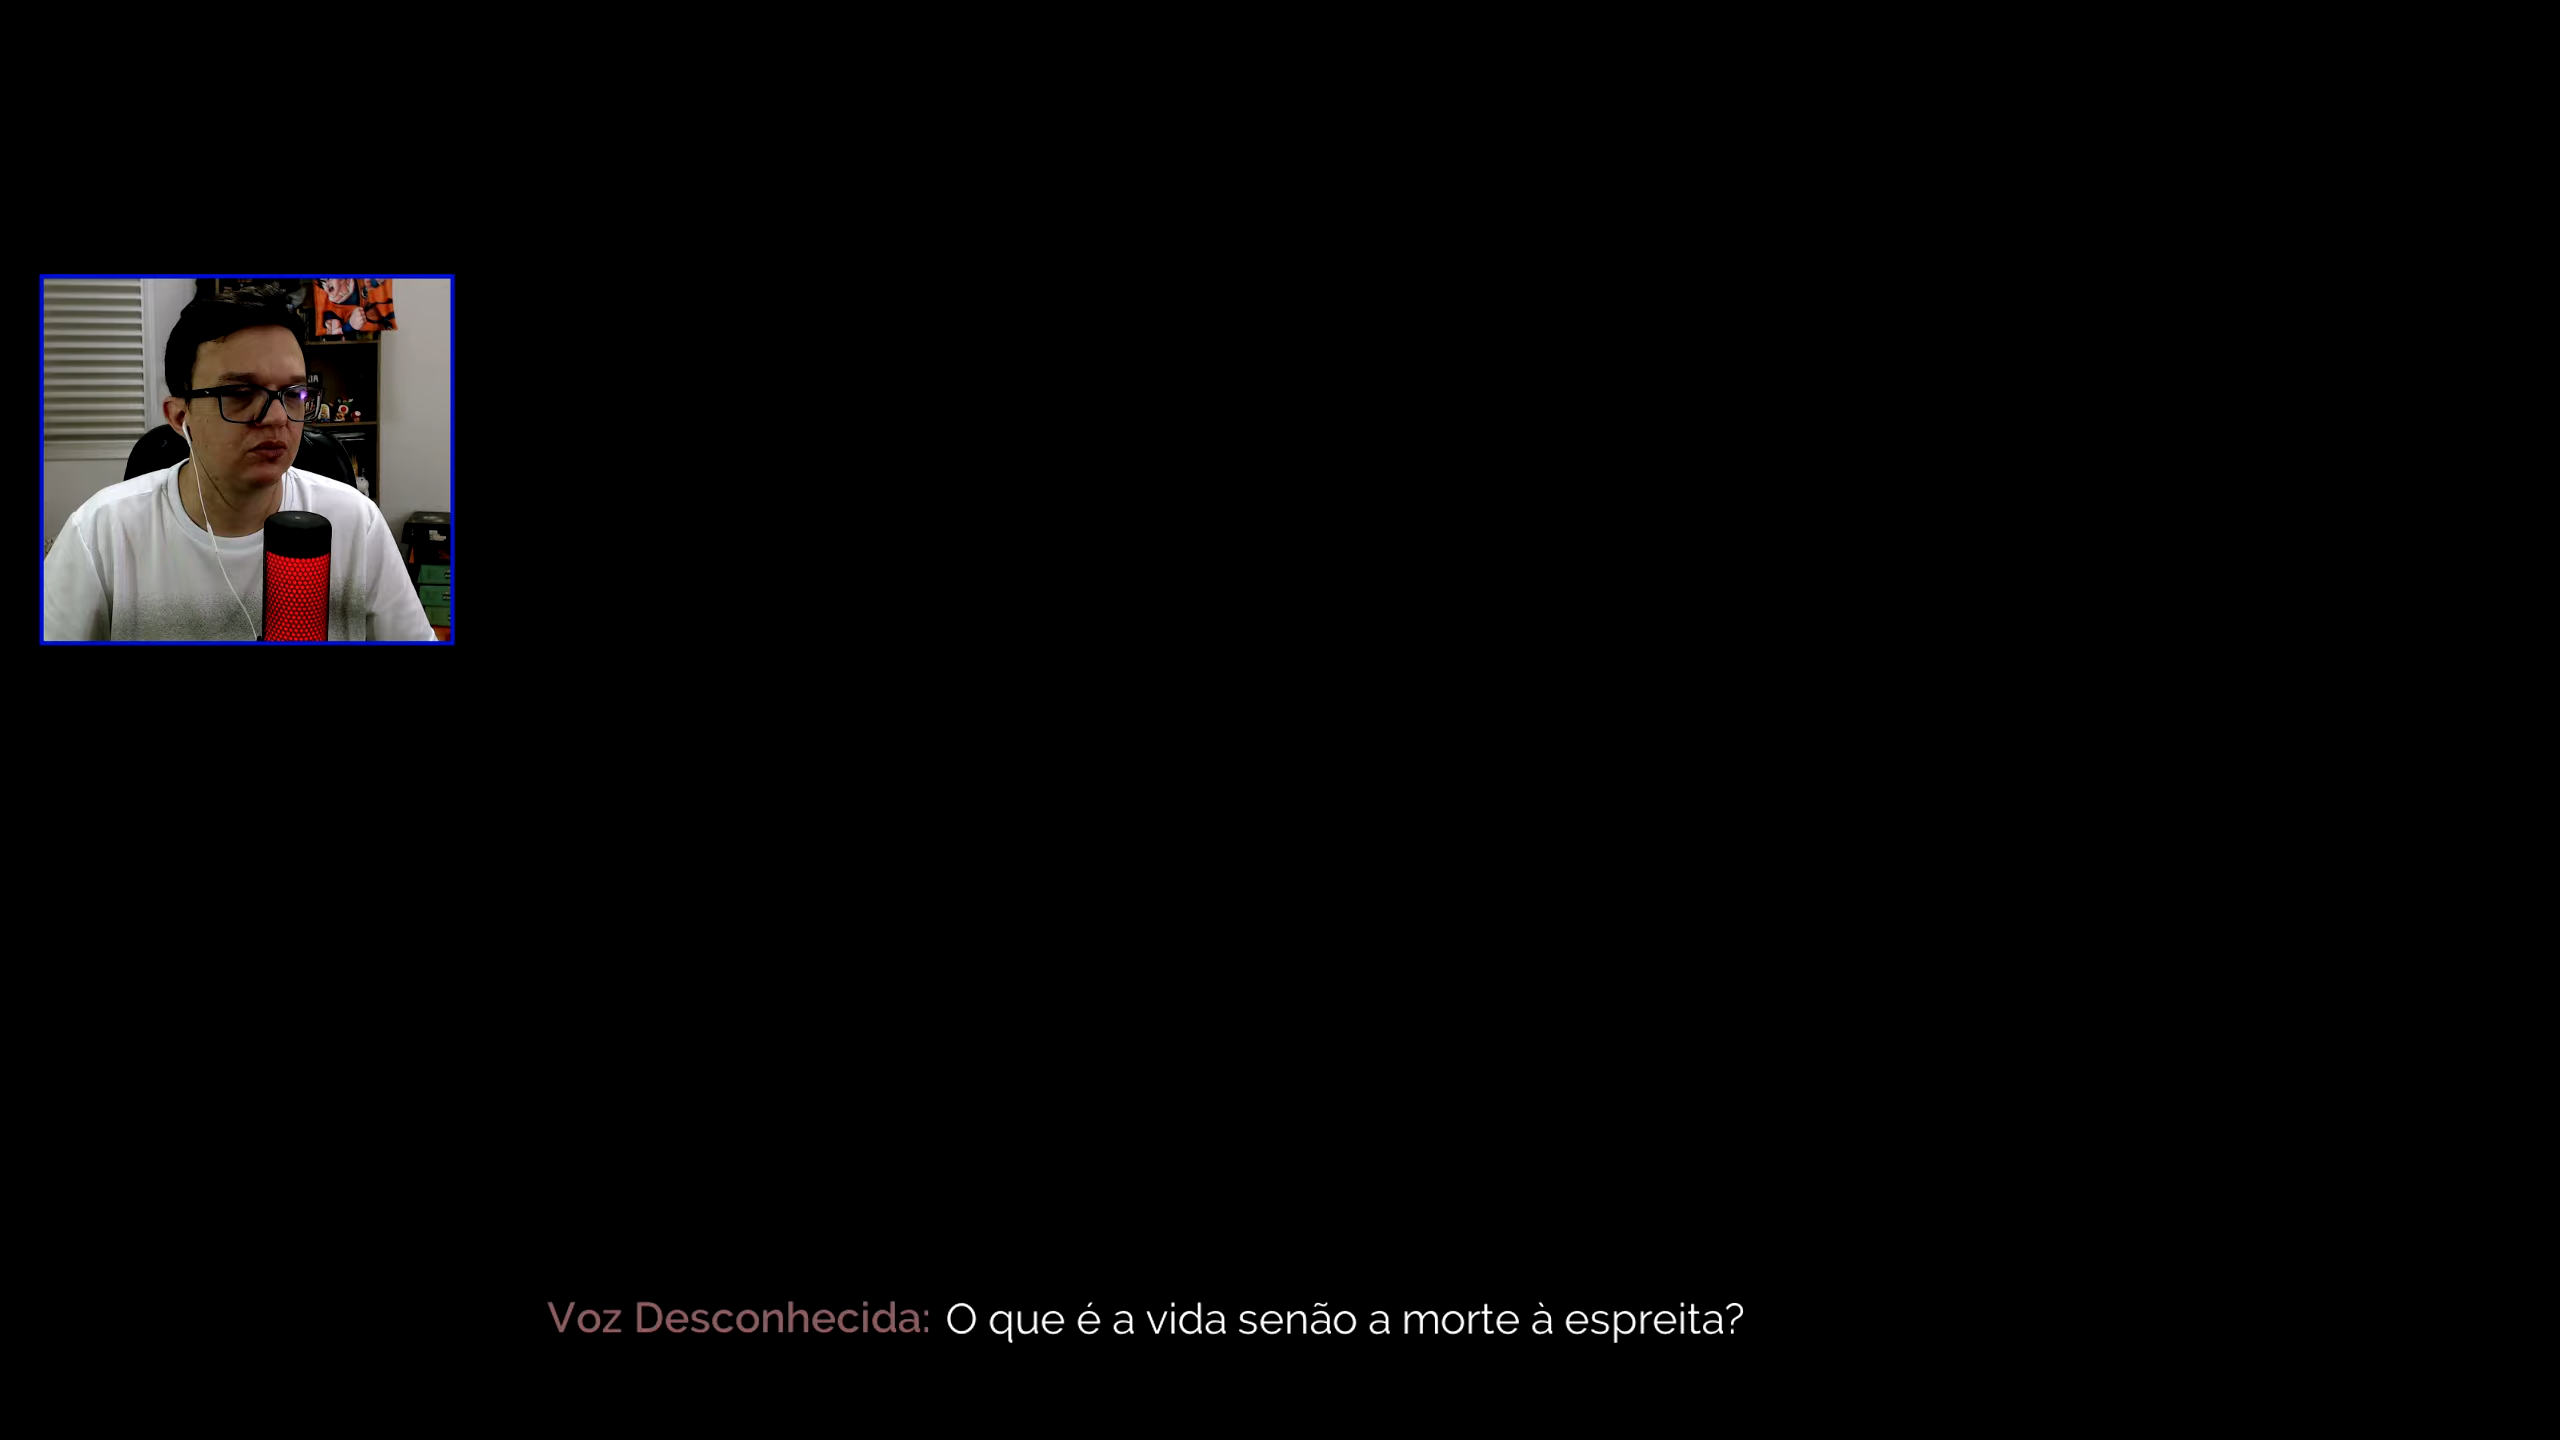 Voz Desconhecida: O que é a vida senão a morte à espreita?